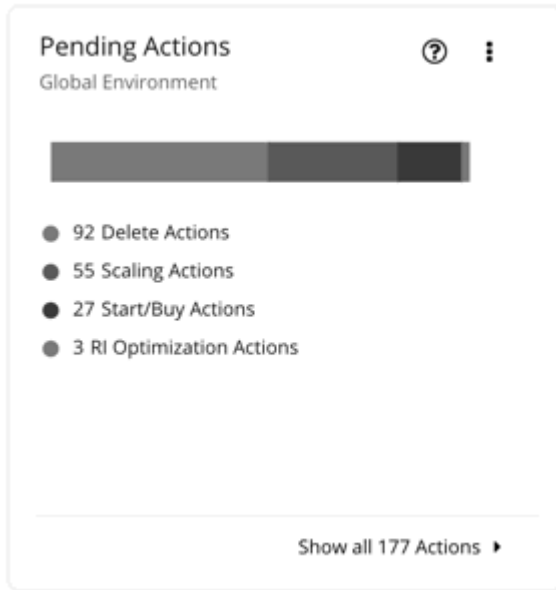 Pending Actions
Global Environment
92 Delete Actions
55 Scaling Actions
27 Start/Buy Actions
3 RI Optimization Actions
Show all 177 Actions